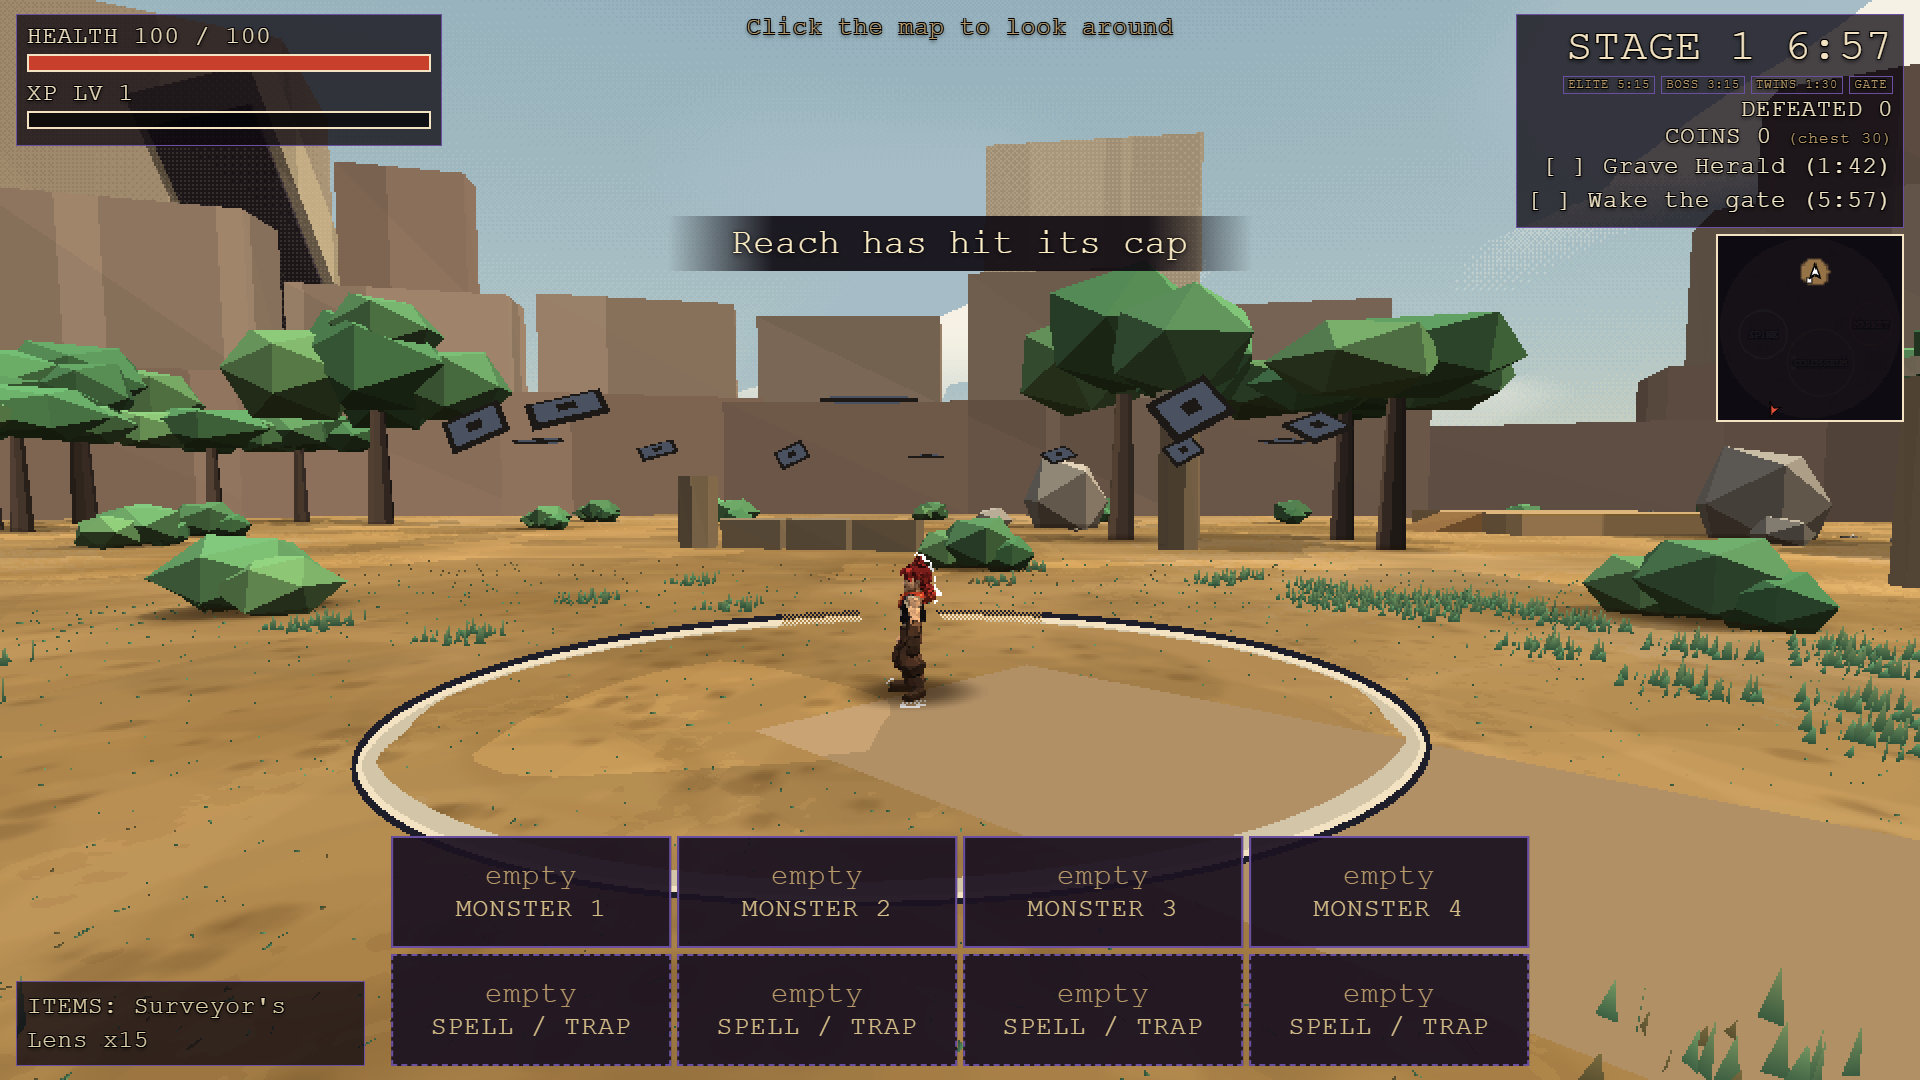 HEALTH 100 / 100
XP LV 1
Click the map to look around
STAGE 1 6:57
ELITE 5:15 BOSS 3:15 TWINS 1:30 GATE
DEFEATED 0
COINS 0 (chest 30)
[ ] Grave Herald (1:42)
[ ] Wake the gate (5:57)
Reach has hit its cap
empty
MONSTER 1
empty
MONSTER 2
empty
MONSTER 3
empty
MONSTER 4
empty
SPELL / TRAP
empty
SPELL / TRAP
empty
SPELL / TRAP
empty
SPELL / TRAP
ITEMS: Surveyor's
Lens x15